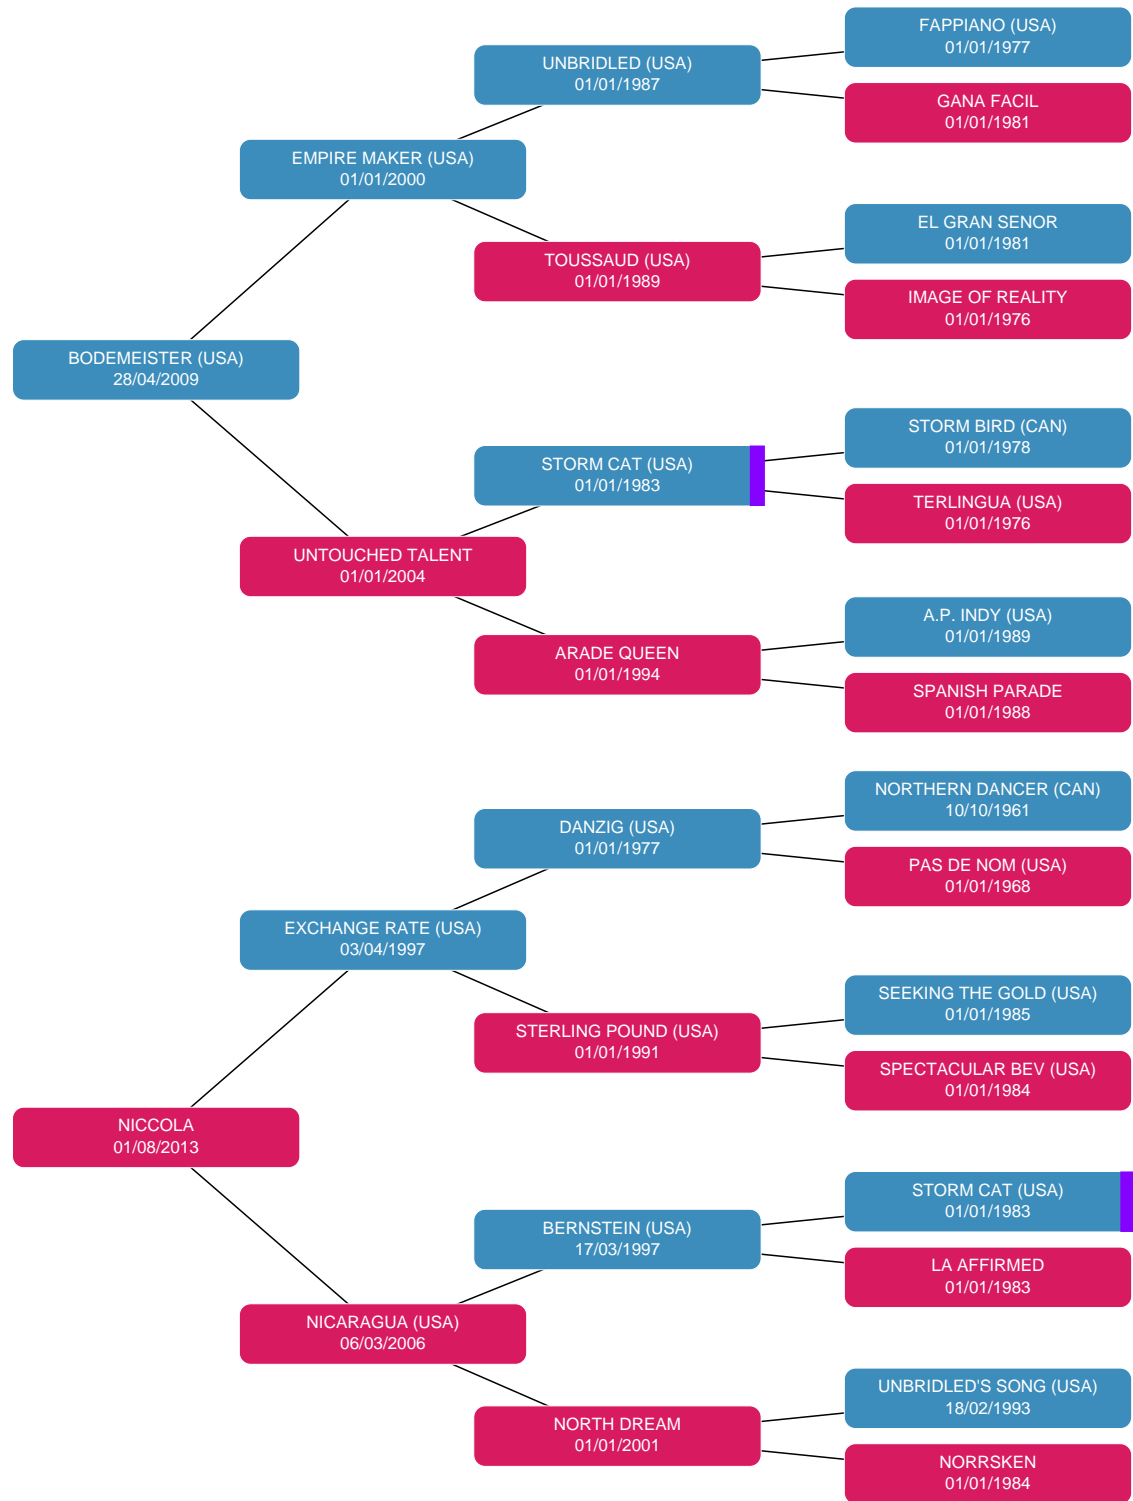 FAPPIANO (USA)
01/01/1977
UNBRIDLED (USA)
01/01/1987
GANA FACIL
01/01/1981
EMPIRE MAKER (USA)
01/01/2000
EL GRAN SENOR
01/01/1981
TOUSSAUD (USA)
01/01/1989
IMAGE OF REALITY
01/01/1976
BODEMEISTER (USA)
28/04/2009
STORM BIRD (CAN)
01/01/1978
STORM CAT (USA)
01/01/1983
TERLINGUA (USA)
01/01/1976
UNTOUCHED TALENT
01/01/2004
A.P. INDY (USA)
01/01/1989
ARADE QUEEN
01/01/1994
SPANISH PARADE
01/01/1988
NORTHERN DANCER (CAN)
10/10/1961
DANZIG (USA)
01/01/1977
PAS DE NOM (USA)
01/01/1968
EXCHANGE RATE (USA)
03/04/1997
SEEKING THE GOLD (USA)
01/01/1985
STERLING POUND (USA)
01/01/1991
SPECTACULAR BEV (USA)
01/01/1984
NICCOLA
01/08/2013
STORM CAT (USA)
01/01/1983
BERNSTEIN (USA)
17/03/1997
LA AFFIRMED
01/01/1983
NICARAGUA (USA)
06/03/2006
UNBRIDLED'S SONG (USA)
18/02/1993
NORTH DREAM
01/01/2001
NORRSKEN
01/01/1984